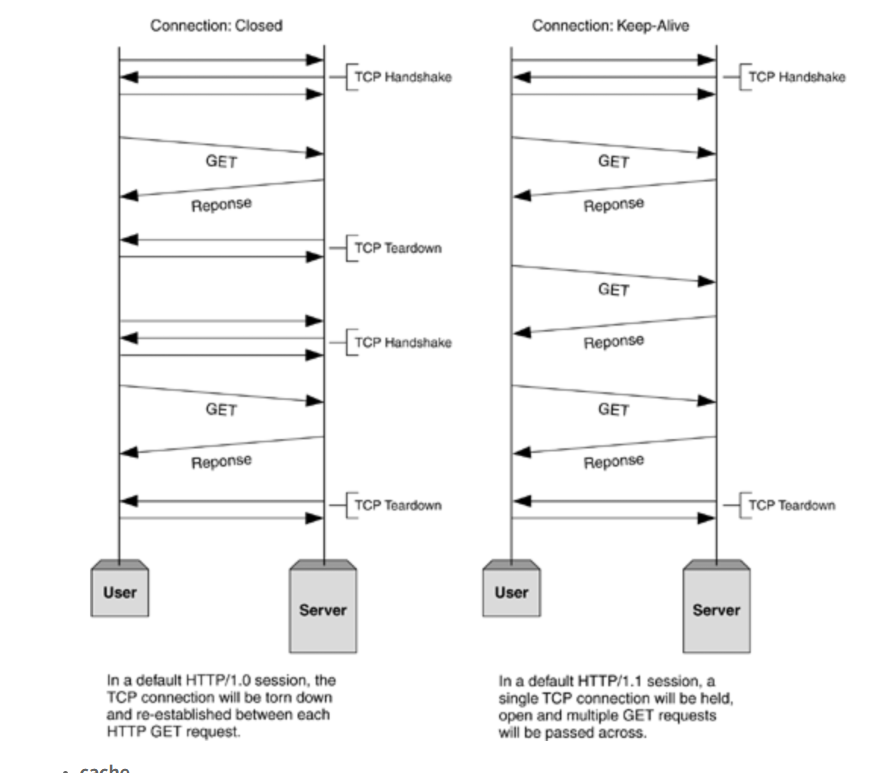 Connection: Closed
TCP Handshake
GET
Reponse
TCP Teardown
TCP Handshake
GET
Reponse
TCP Teardown
User
Server
In a default HTTP/1.0 session, the
TCP connection will be torn down
and re-established between each
HTTP GET request.
Connection: Keep-Alive
TCP Handshake
GET
Reponse
GET
Reponse
GET
Reponse
TCP Teardown
User
Server
In a default HTTP/1.1 session, a
single TCP connection will be held,
open and multiple GET requests
will be passed across.
• cache